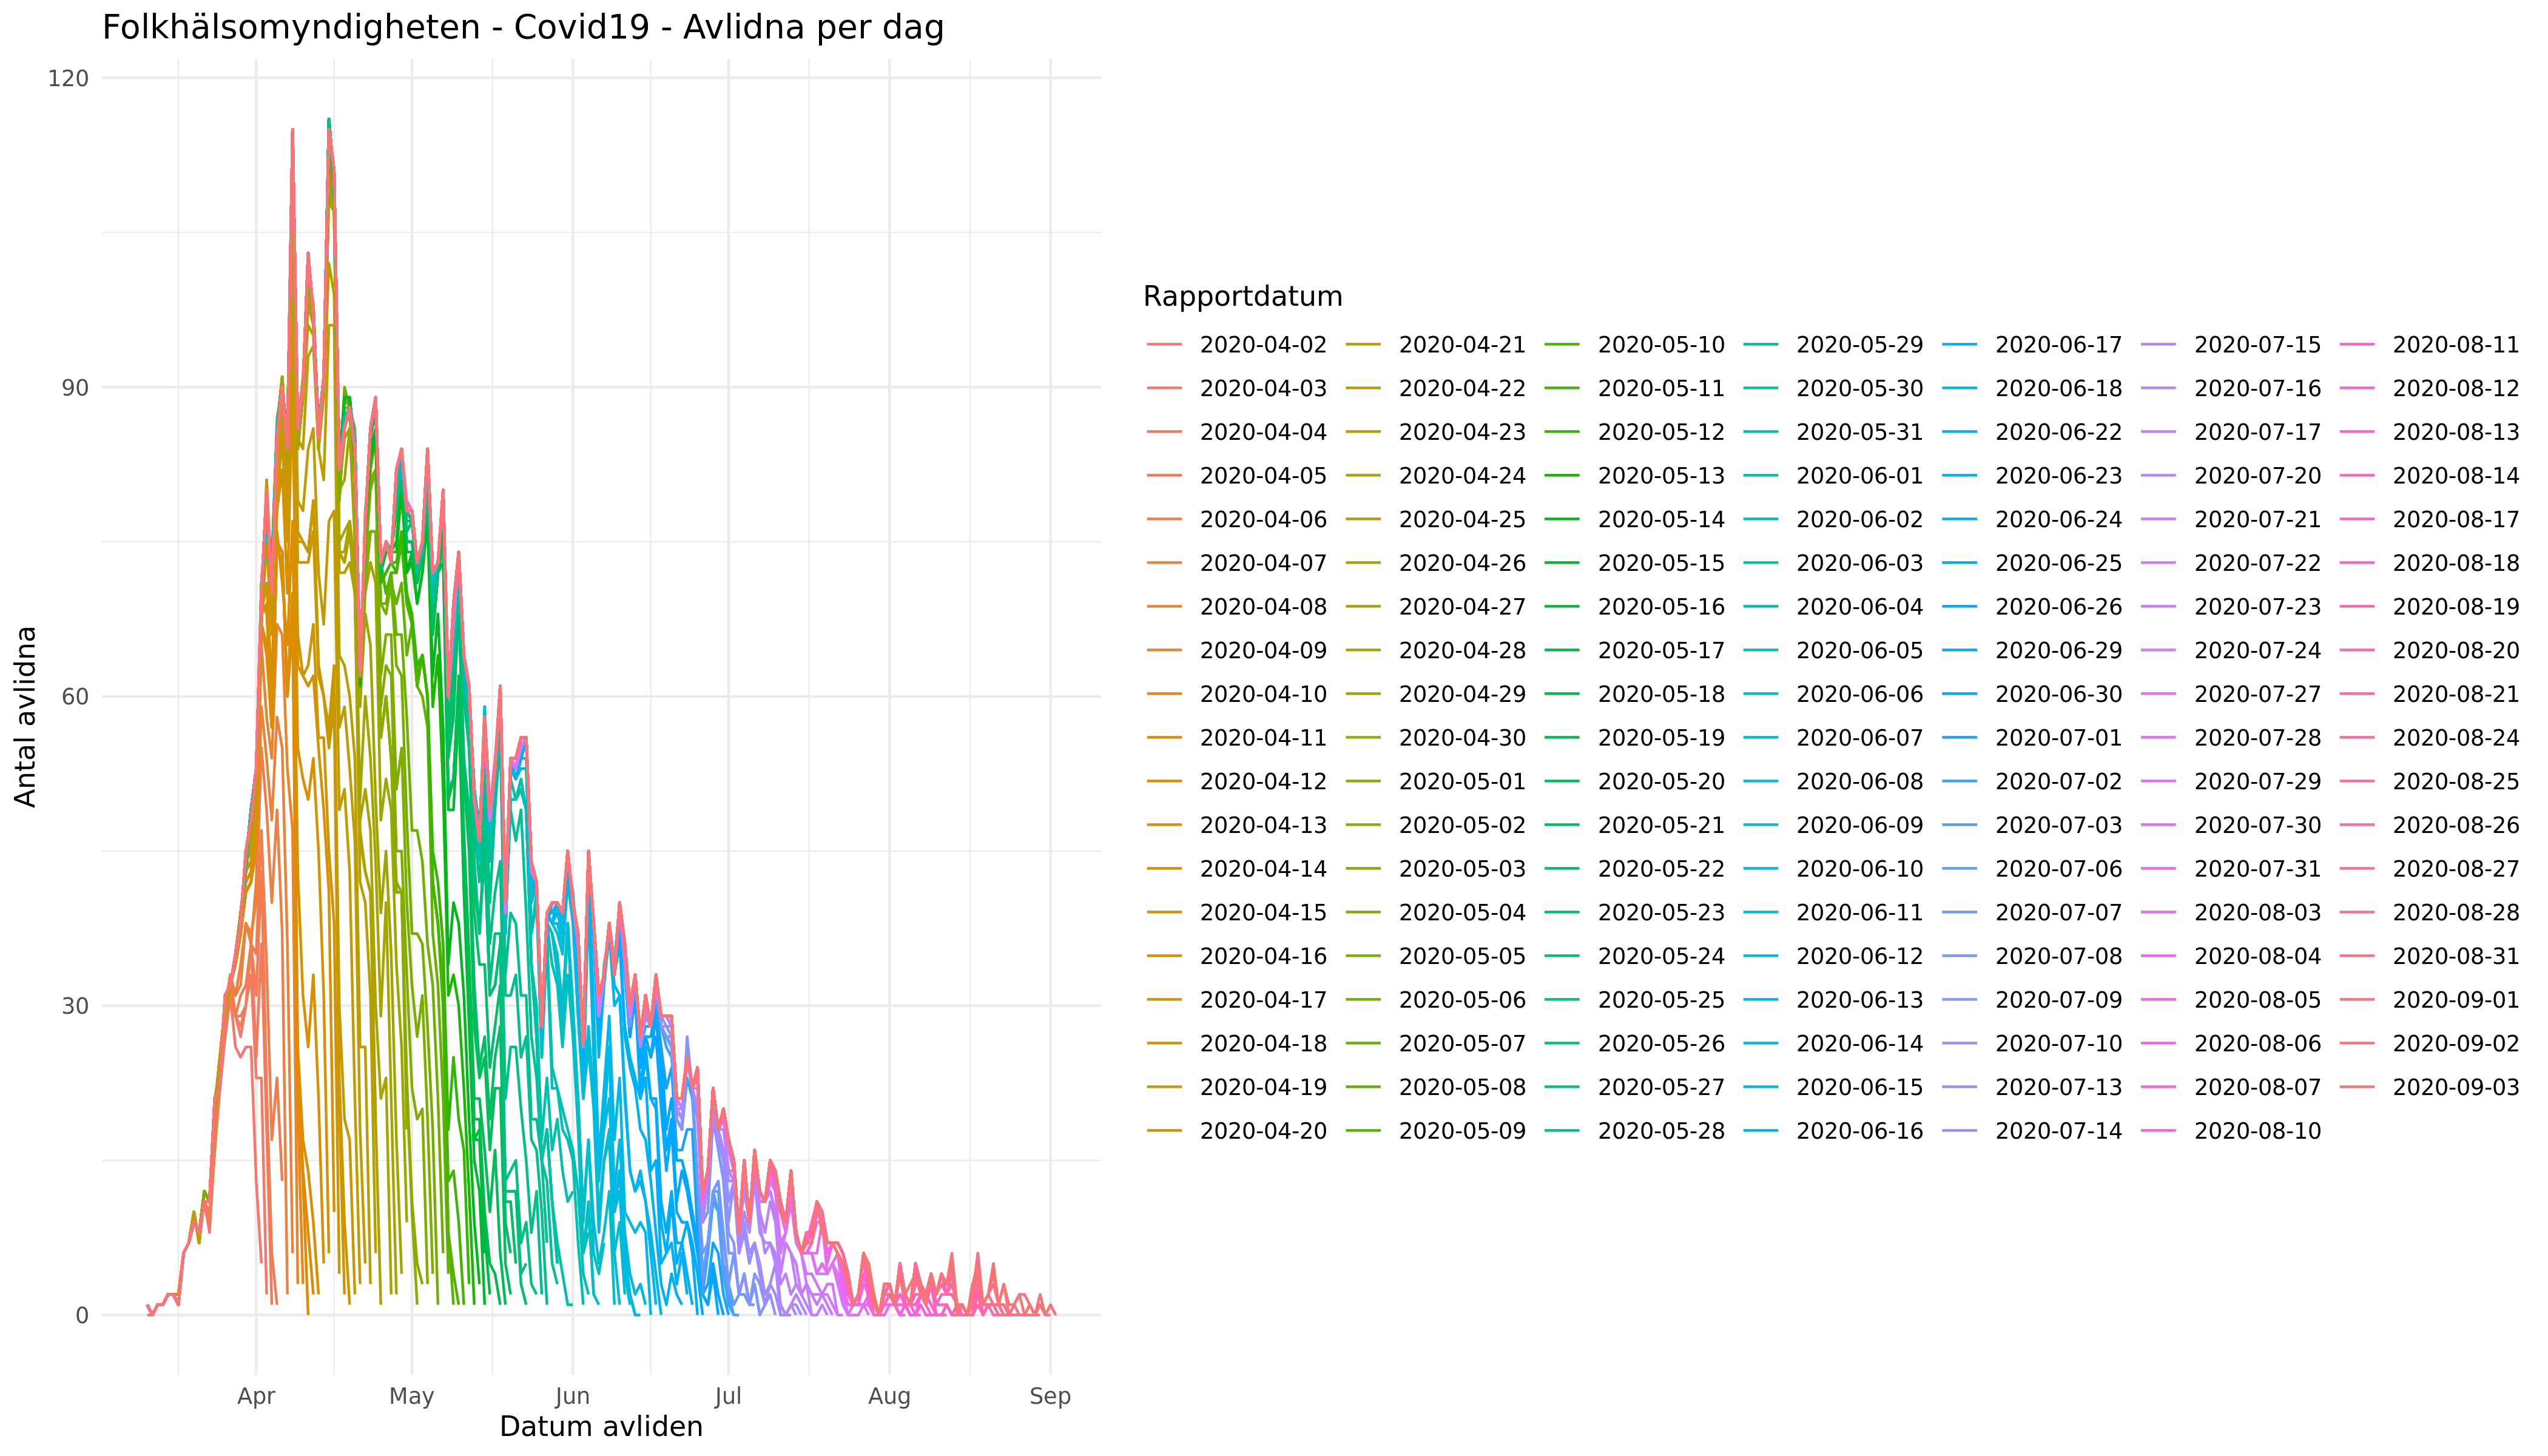 Folkhälsomyndigheten - Covid19 - Avlidna per dag
120
90
60
30
0
Antal avlidna
Apr May Jun Jul Aug Sep
Datum avliden
Rapportdatum
2020-04-02 2020-04-21 2020-05-10 2020-05-29 2020-06-17 2020-07-15 2020-08-11
2020-04-03 2020-04-22 2020-05-11 2020-05-30 2020-06-18 2020-07-16 2020-08-12
2020-04-04 2020-04-23 2020-05-12 2020-05-31 2020-06-22 2020-07-17 2020-08-13
2020-04-05 2020-04-24 2020-05-13 2020-06-01 2020-06-23 2020-07-20 2020-08-14
2020-04-06 2020-04-25 2020-05-14 2020-06-02 2020-06-24 2020-07-21 2020-08-17
2020-04-07 2020-04-26 2020-05-15 2020-06-03 2020-06-25 2020-07-22 2020-08-18
2020-04-08 2020-04-27 2020-05-16 2020-06-04 2020-06-26 2020-07-23 2020-08-19
2020-04-09 2020-04-28 2020-05-17 2020-06-05 2020-06-29 2020-07-24 2020-08-20
2020-04-10 2020-04-29 2020-05-18 2020-06-06 2020-06-30 2020-07-27 2020-08-21
2020-04-11 2020-04-30 2020-05-19 2020-06-07 2020-07-01 2020-07-28 2020-08-24
2020-04-12 2020-05-01 2020-05-20 2020-06-08 2020-07-02 2020-07-29 2020-08-25
2020-04-13 2020-05-02 2020-05-21 2020-06-09 2020-07-03 2020-07-30 2020-08-26
2020-04-14 2020-05-03 2020-05-22 2020-06-10 2020-07-06 2020-07-31 2020-08-27
2020-04-15 2020-05-04 2020-05-23 2020-06-11 2020-07-07 2020-08-03 2020-08-28
2020-04-16 2020-05-05 2020-05-24 2020-06-12 2020-07-08 2020-08-04 2020-08-31
2020-04-17 2020-05-06 2020-05-25 2020-06-13 2020-07-09 2020-08-05 2020-09-01
2020-04-18 2020-05-07 2020-05-26 2020-06-14 2020-07-10 2020-08-06 2020-09-02
2020-04-19 2020-05-08 2020-05-27 2020-06-15 2020-07-13 2020-08-07 2020-09-03
2020-04-20 2020-05-09 2020-05-28 2020-06-16 2020-07-14 2020-08-10